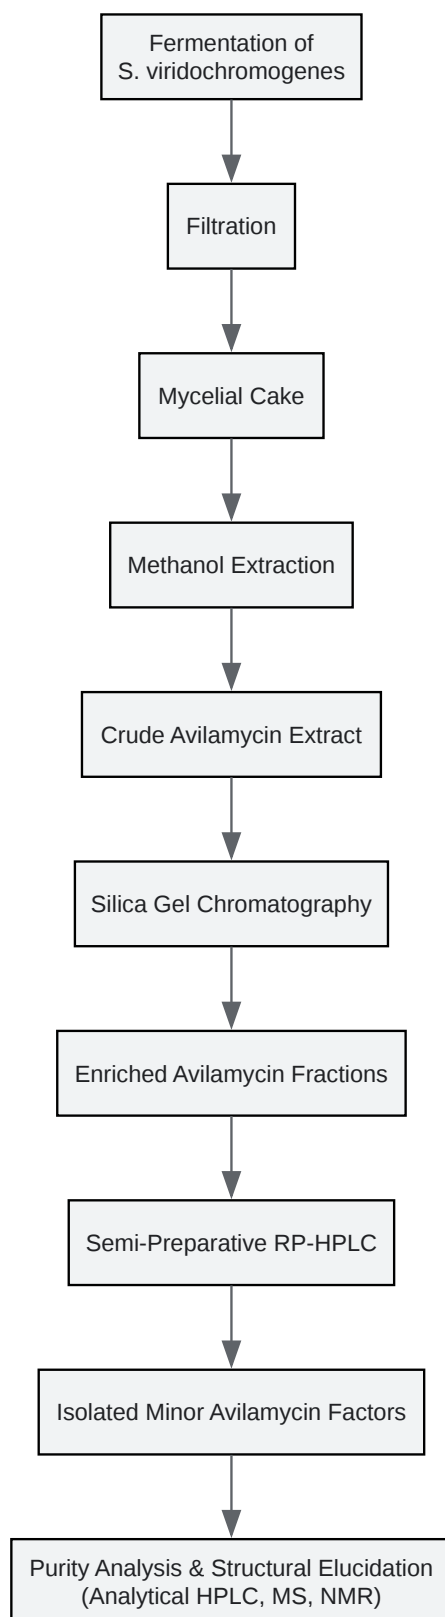 Fermentation of
S. viridochromogenes
Filtration
Mycelial Cake
Methanol Extraction
Crude Avilamycin Extract
Silica Gel Chromatography
Enriched Avilamycin Fractions
Semi-Preparative RP-HPLC
Isolated Minor Avilamycin Factors
Purity Analysis & Structural Elucidation
(Analytical HPLC, MS, NMR)